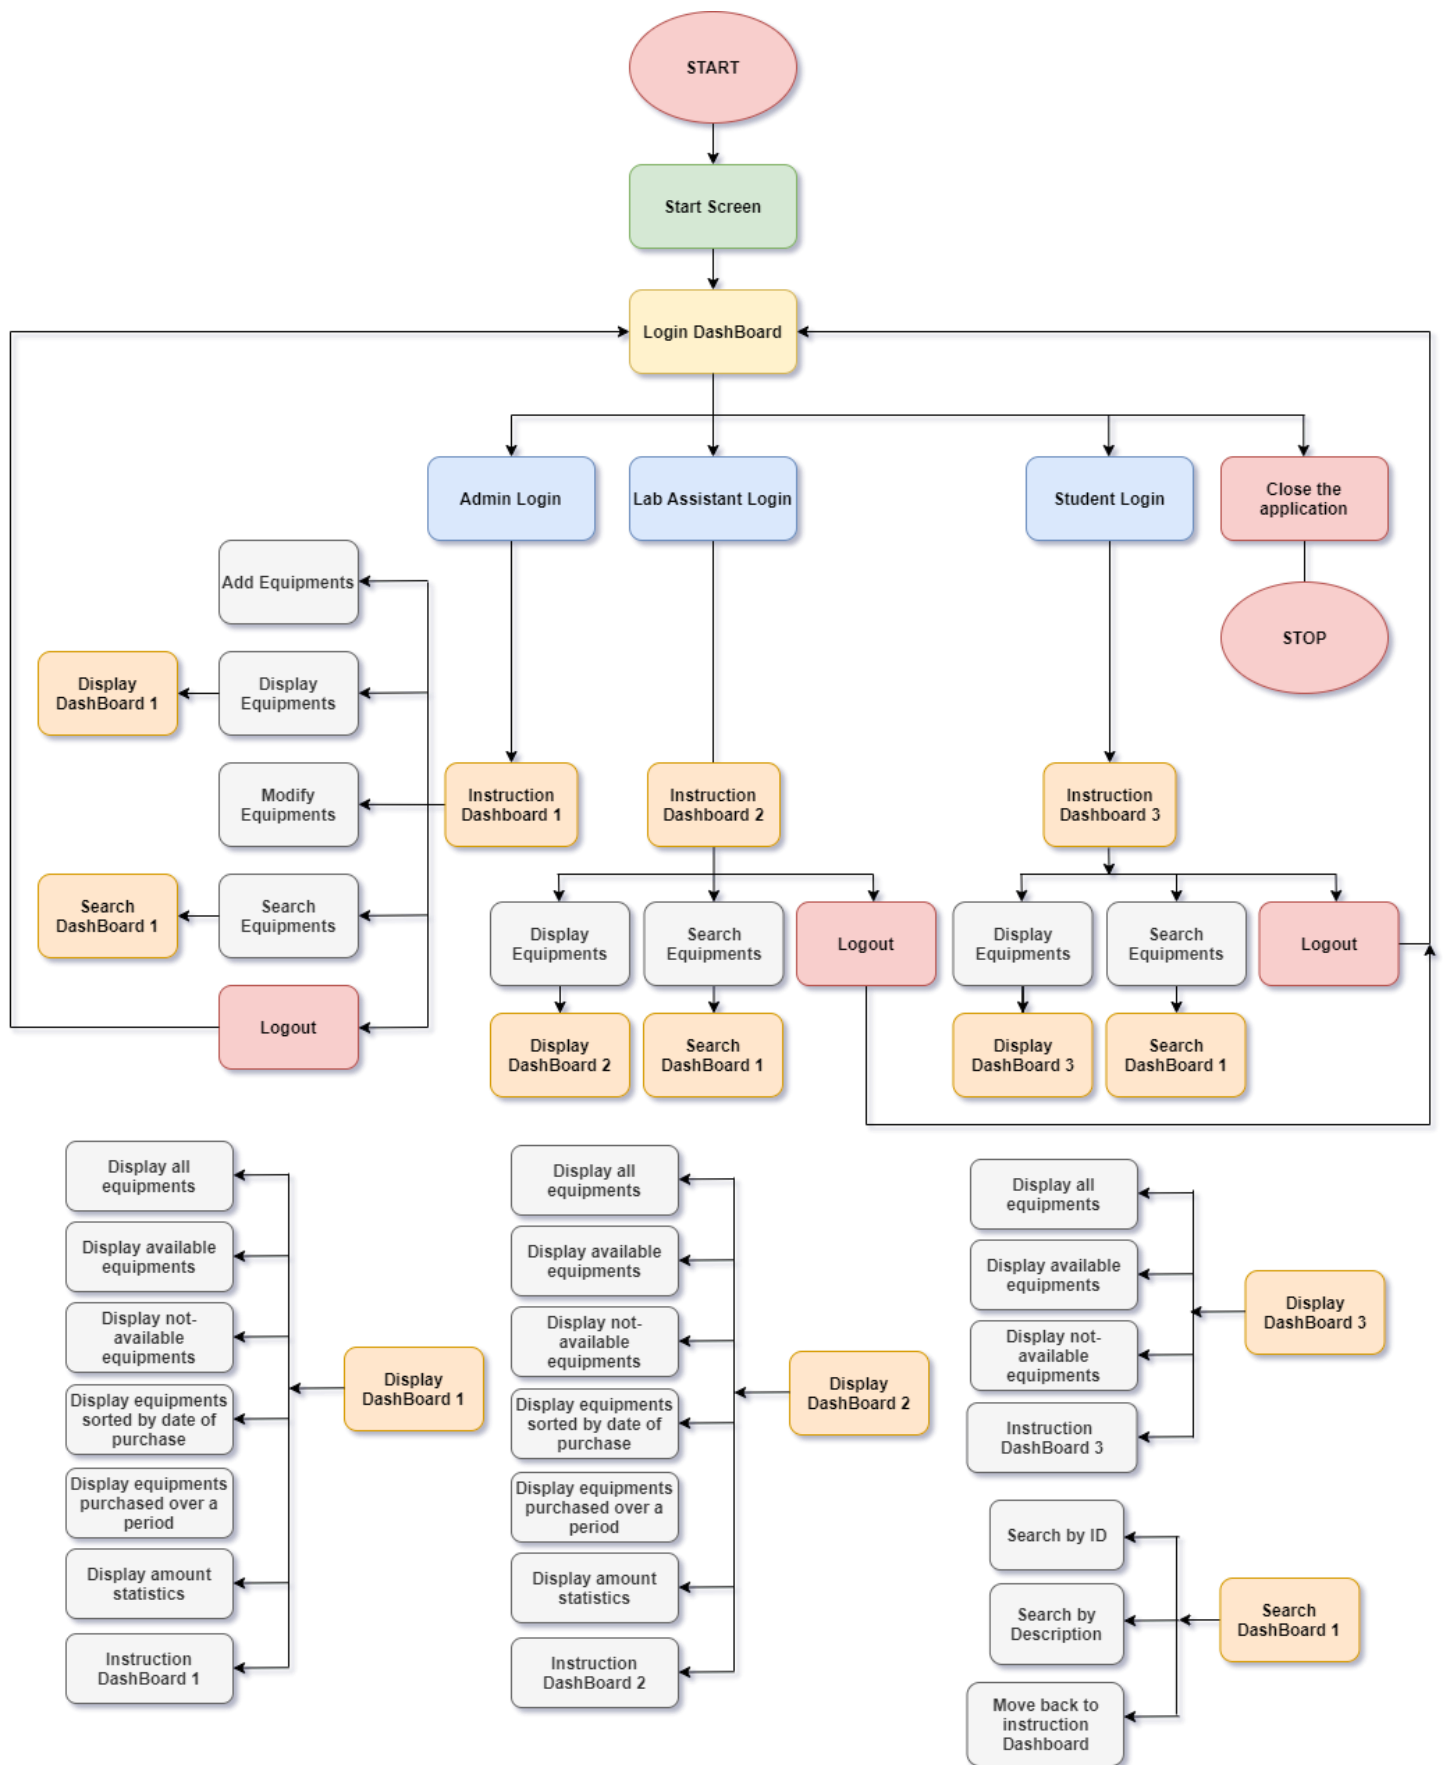 START
Start Screen
Login DashBoard
Admin Login
Lab Assistant Login
Student Login
Close the
application
STOP
Add Equipments
Display
DashBoard 1
Display
Equipments
Modify
Equipments
Search
DashBoard 1
Search
Equipments
Logout
Instruction
Dashboard 1
Instruction
Dashboard 2
Instruction
Dashboard 3
Display
Equipments
Search
Equipments
Logout
Display
DashBoard 2
Search
DashBoard 1
Display
Equipments
Search
Equipments
Logout
Display
DashBoard 3
Search
DashBoard 1
Display all
equipments
Display available
equipments
Display not-
available
equipments
Display equipments
sorted by date of
purchase
Display equipments
purchased over a
period
Display amount
statistics
Instruction
DashBoard 1
Display
DashBoard 1
Display all
equipments
Display available
equipments
Display not-
available
equipments
Display equipments
sorted by date of
purchase
Display equipments
purchased over a
period
Display amount
statistics
Instruction
DashBoard 2
Display
DashBoard 2
Display all
equipments
Display available
equipments
Display not-
available
equipments
Instruction
DashBoard 3
Display
DashBoard 3
Search by ID
Search by
Description
Move back to
instruction
Dashboard
Search
DashBoard 1